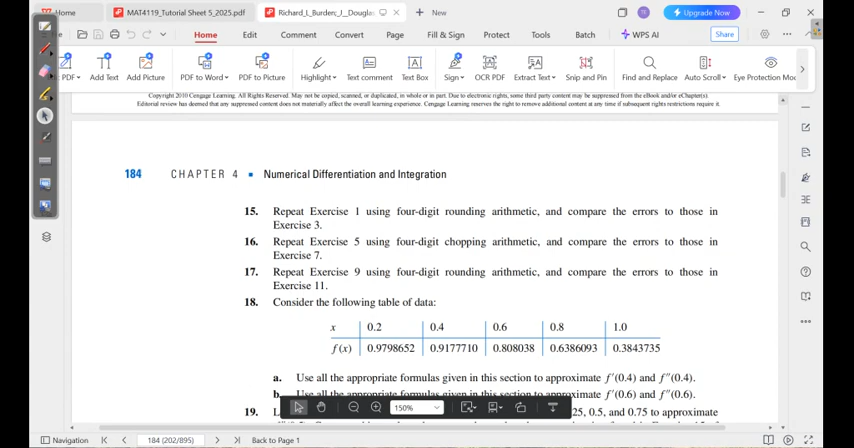 Home MAT4119_Tutorial Sheet 5_2025.pdf Richard_L_Burden;_J_Douglas + New TE Upgrade Now
Home Edit Comment Convert Page Fill & Sign Protect Tools Batch WPS AI Share
PDF Add Text Add Picture PDF to Word PDF to Picture Highlight Text comment Text Box Sign OCR PDF Extract Text Snip and Pin Find and Replace Auto Scroll Eye Protection Mod
Copyright 2010 Cengage Learning. All Rights Reserved. May not be copied, scanned, or duplicated, in whole or in part. Due to electronic rights, some third party content may be suppressed from the eBook and/or eChapter(s).
Editorial review has deemed that any suppressed content does not materially affect the overall learning experience. Cengage Learning reserves the right to remove additional content at any time if subsequent rights restrictions require it.
184 CHAPTER 4 ■ Numerical Differentiation and Integration
15. Repeat Exercise 1 using four-digit rounding arithmetic, and compare the errors to those in
Exercise 3.
16. Repeat Exercise 5 using four-digit chopping arithmetic, and compare the errors to those in
Exercise 7.
17. Repeat Exercise 9 using four-digit rounding arithmetic, and compare the errors to those in
Exercise 11.
18. Consider the following table of data:
x 0.2 0.4 0.6 0.8 1.0
f(x) 0.9798652 0.9177710 0.808038 0.6386093 0.3843735
a. Use all the appropriate formulas given in this section to approximate f′(0.4) and f″(0.4).
b. Use all the appropriate formulas given in this section to approximate f′(0.6) and f″(0.6).
150%
19. L 25, 0.5, and 0.75 to approximate
Navigation 184 (202/895) Back to Page 1